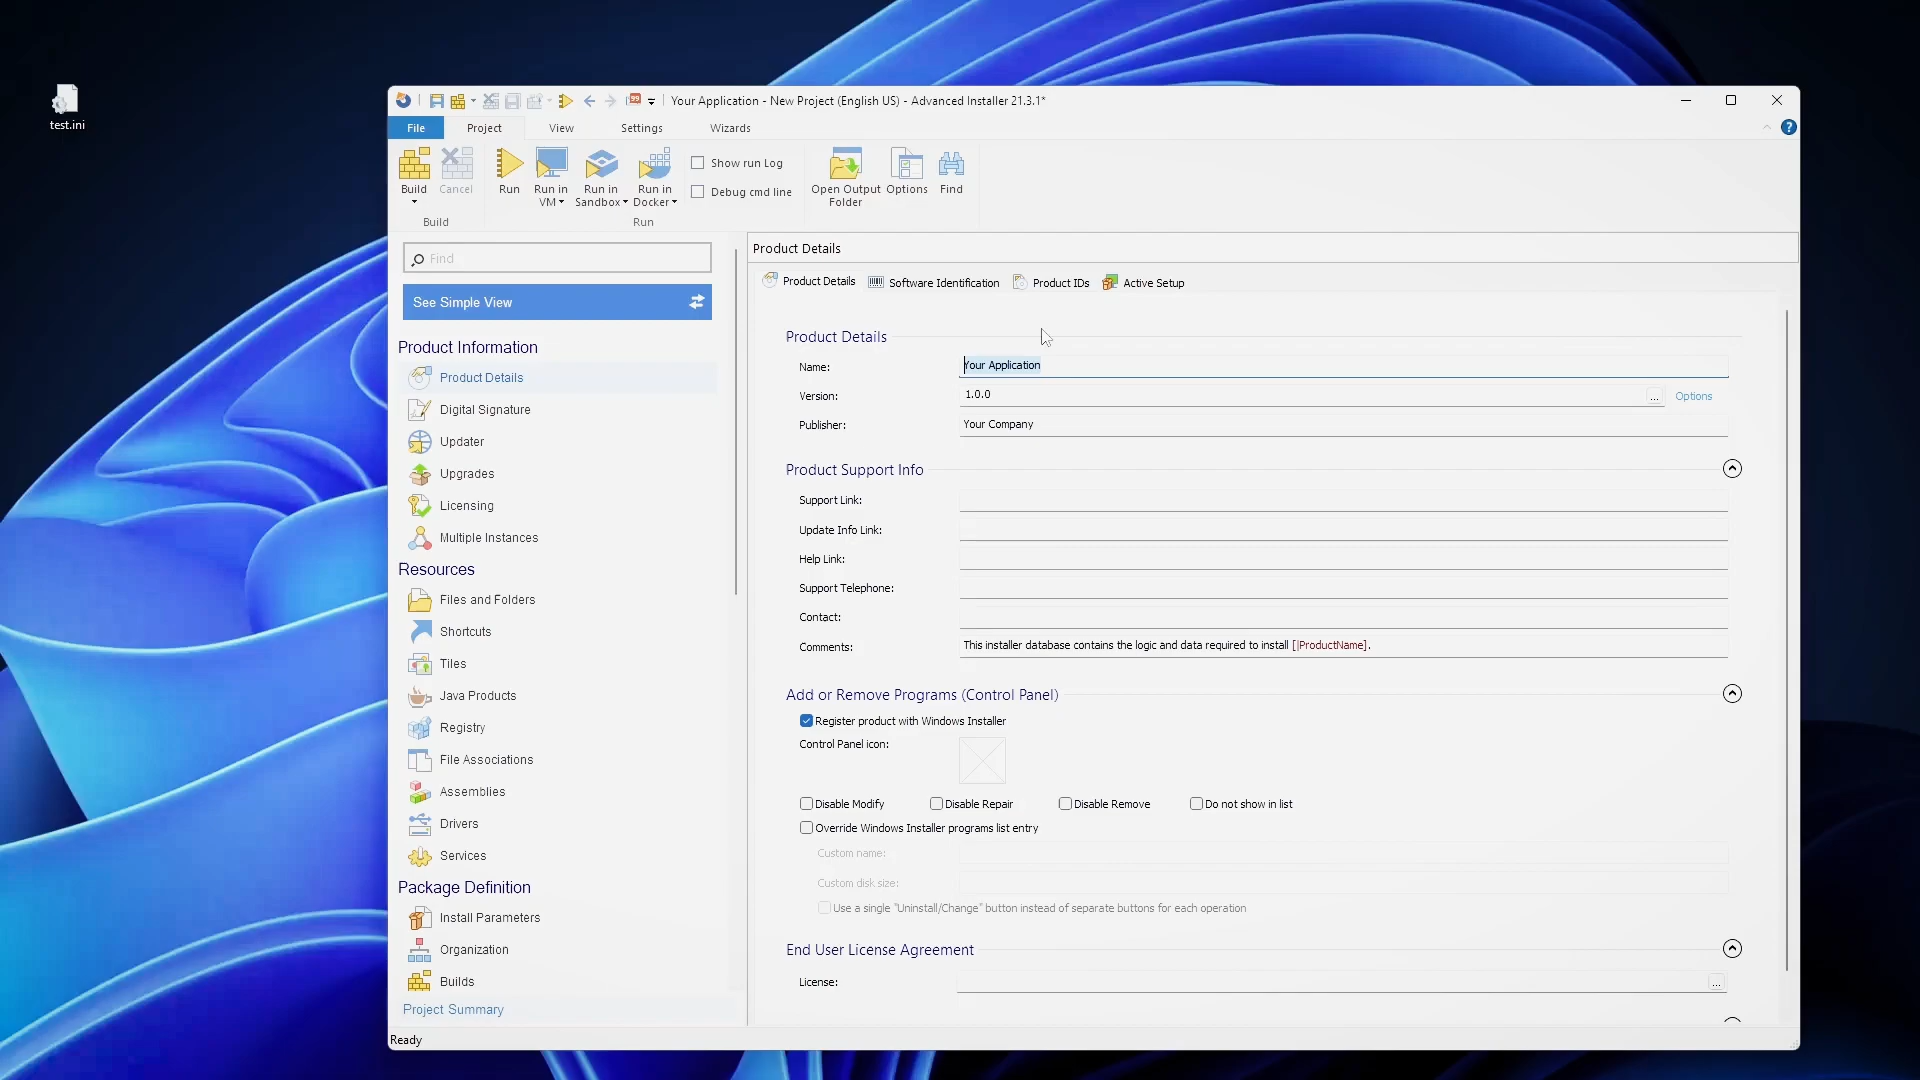 test.ini
99
Your Application - New Project (English US) - Advanced Installer 21.3.1*
File Project View Settings Wizards
?
Build Cancel Run Run in VM Run in Sandbox Run in Docker
Show run Log
Debug cmd line
Open Output Folder Options Find
Build Run
Find
See Simple View
Product Information
Product Details
Digital Signature
Updater
Upgrades
Licensing
Multiple Instances
Resources
Files and Folders
Shortcuts
Tiles
Java Products
Registry
File Associations
Assemblies
Drivers
Services
Package Definition
Install Parameters
Organization
Builds
Project Summary
Ready
Product Details
Product Details Software Identification Product IDs Active Setup
Product Details
Name: Your Application
Version: 1.0.0 ... Options
Publisher: Your Company
Product Support Info
Support Link:
Update Info Link:
Help Link:
Support Telephone:
Contact:
Comments: This installer database contains the logic and data required to install [|ProductName].
Add or Remove Programs (Control Panel)
Register product with Windows Installer
Control Panel icon:
Disable Modify Disable Repair Disable Remove Do not show in list
Override Windows Installer programs list entry
Custom name:
Custom disk size:
Use a single "Uninstall/Change" button instead of separate buttons for each operation
End User License Agreement
License: ...